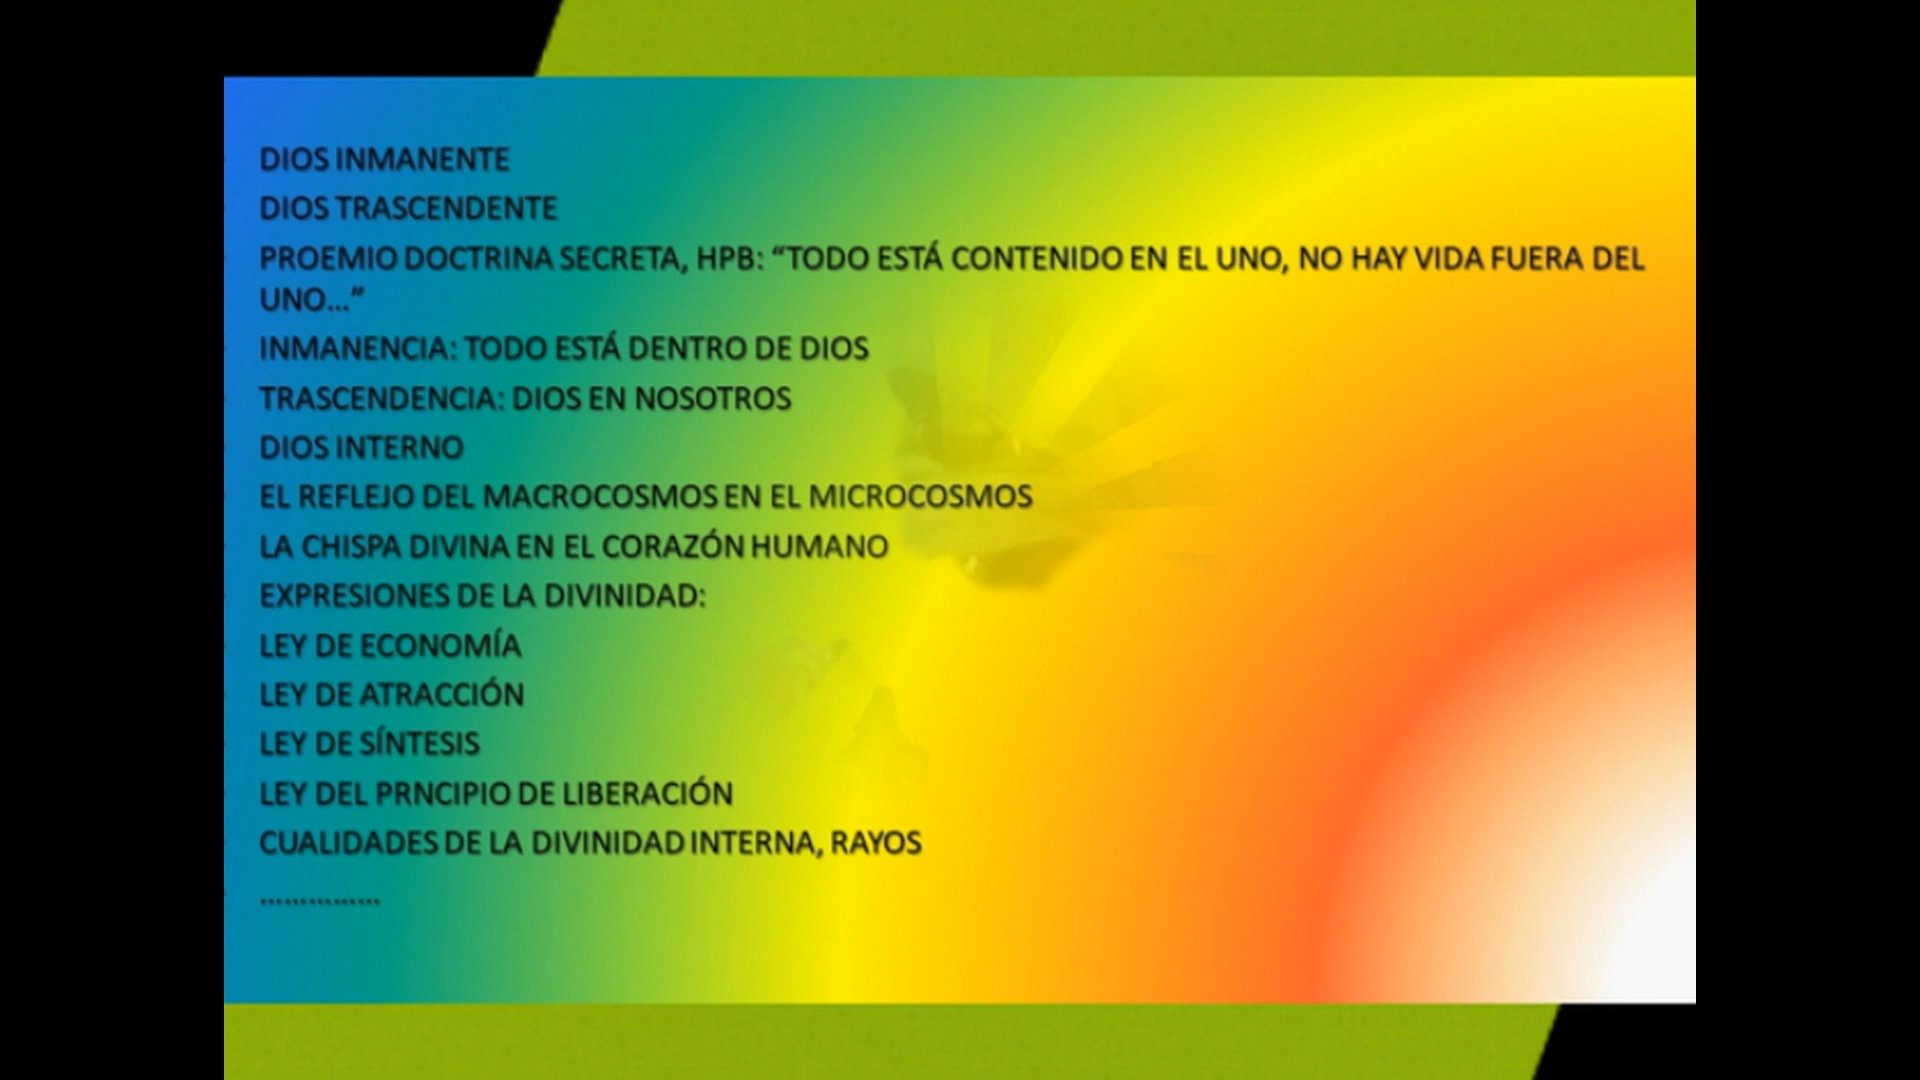 DIOS INMANENTE
DIOS TRASCENDENTE
PROEMIO DOCTRINA SECRETA, HPB: “TODO ESTÁ CONTENIDO EN EL UNO, NO HAY VIDA FUERA DEL
UNO…”
INMANENCIA: TODO ESTÁ DENTRO DE DIOS
TRASCENDENCIA: DIOS EN NOSOTROS
DIOS INTERNO
EL REFLEJO DEL MACROCOSMOS EN EL MICROCOSMOS
LA CHISPA DIVINA EN EL CORAZÓN HUMANO
EXPRESIONES DE LA DIVINIDAD:
LEY DE ECONOMÍA
LEY DE ATRACCIÓN
LEY DE SÍNTESIS
LEY DEL PRNCIPIO DE LIBERACIÓN
CUALIDADES DE LA DIVINIDAD INTERNA, RAYOS
……………